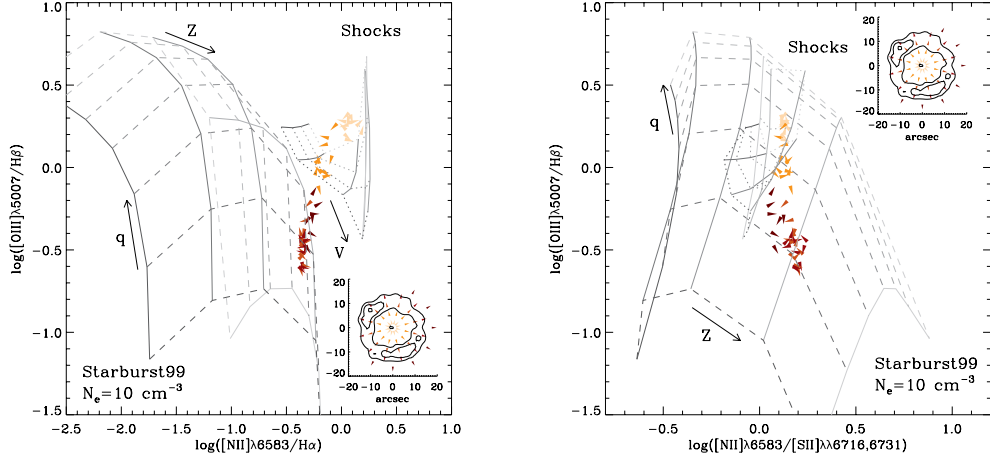 1.0
0.5
0.0
-0.5
-1.0
-1.5
-2.5
-2.0
-1.5
-1.0
-0.5
0.0
0.5
1.0
log([OIII]λ5007/Hβ)
log([NII]λ6583/Hα)
Z
Shocks
q
V
Starburst99
Nₑ=10 cm⁻³
20
10
0
-10
-20
-20 -10 0 10 20
arcsec
1.0
0.5
0.0
-0.5
-1.0
-1.5
-0.5
0.0
0.5
1.0
log([OIII]λ5007/Hβ)
log([NII]λ6583/[SII]λλ6716,6731)
Shocks
q
Z
20
10
0
-10
-20
-20 -10 0 10 20
arcsec
Starburst99
Nₑ=10 cm⁻³